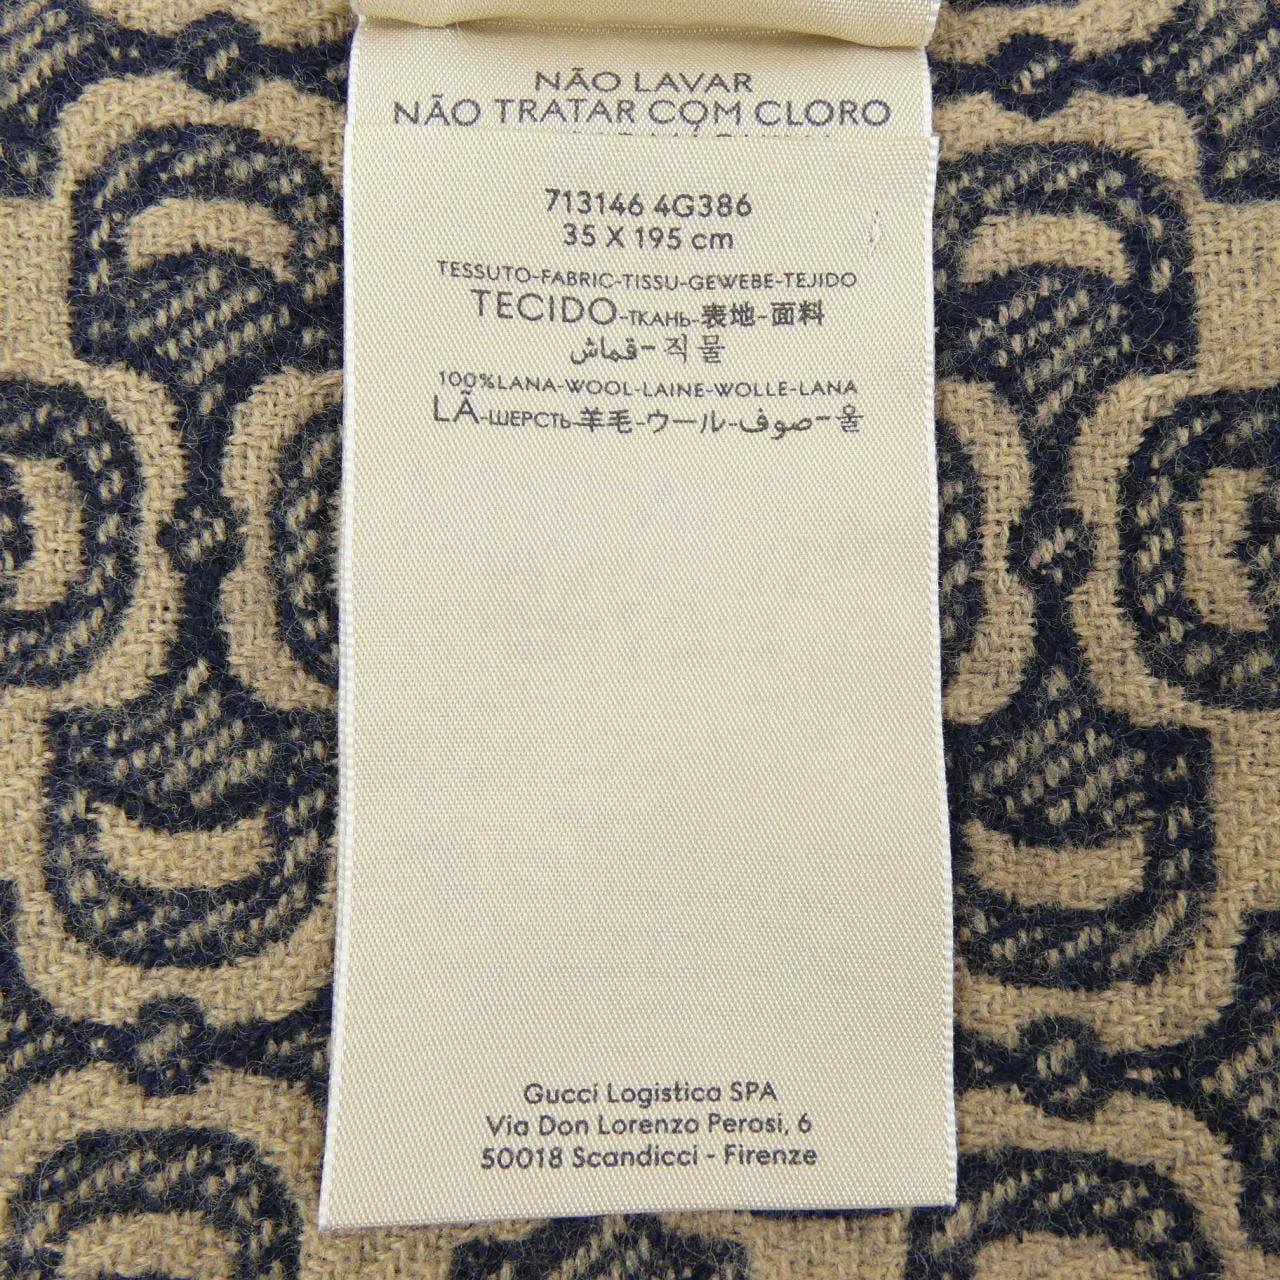 NÃO LAVAR
NÃO TRATAR COM CLORO
713146 4G386
35 X 195 cm
TESSUTO-FABRIC-TISSU-GEWEBE-TEJIDO
TECIDO-ТКАНЬ-表地-面料
قماش-직물
100%LANA-WOOL-LAINE-WOLLE-LANA
LÃ-ШЕРСТЬ-羊毛-ウール-صوف-울
Gucci Logistica SPA
Via Don Lorenzo Perosi, 6
50018 Scandicci - Firenze